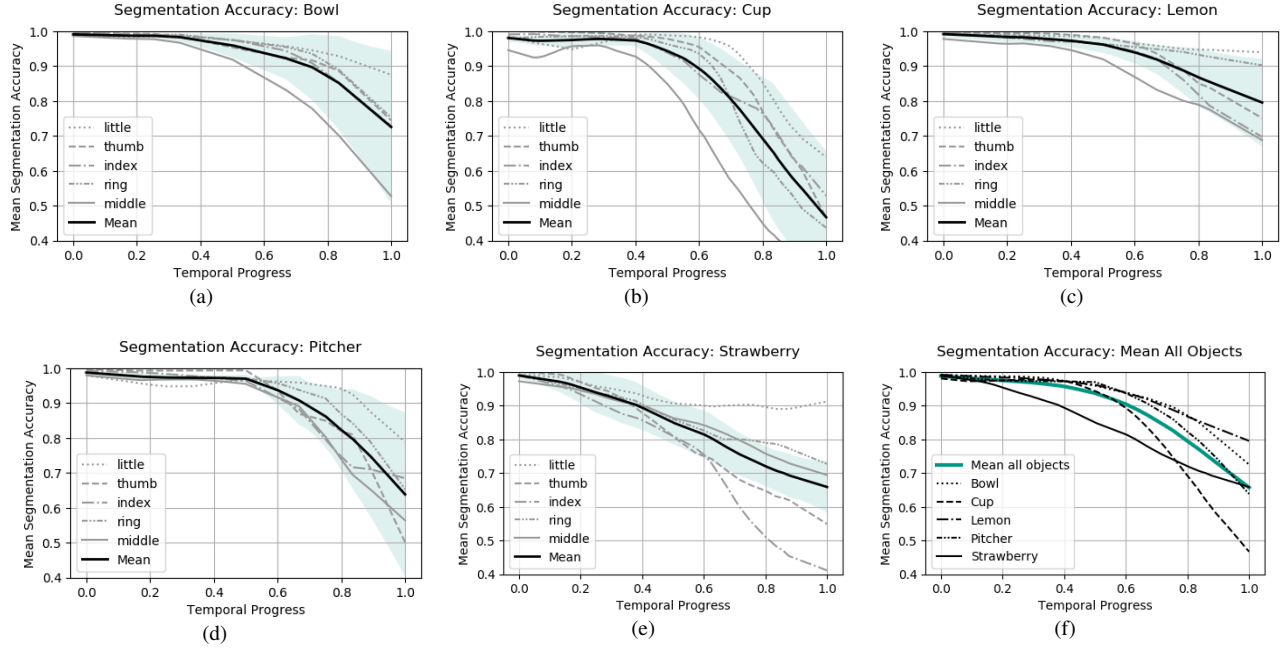 Segmentation Accuracy: Bowl
Mean Segmentation Accuracy
1.0
0.9
0.8
0.7
0.6
0.5
0.4
little
thumb
index
ring
middle
Mean
0.0 0.2 0.4 0.6 0.8 1.0
Temporal Progress
(a)
Segmentation Accuracy: Cup
Mean Segmentation Accuracy
1.0
0.9
0.8
0.7
0.6
0.5
0.4
little
thumb
index
ring
middle
Mean
0.0 0.2 0.4 0.6 0.8 1.0
Temporal Progress
(b)
Segmentation Accuracy: Lemon
Mean Segmentation Accuracy
1.0
0.9
0.8
0.7
0.6
0.5
0.4
little
thumb
index
ring
middle
Mean
0.0 0.2 0.4 0.6 0.8 1.0
Temporal Progress
(c)
Segmentation Accuracy: Pitcher
Mean Segmentation Accuracy
1.0
0.9
0.8
0.7
0.6
0.5
0.4
little
thumb
index
ring
middle
Mean
0.0 0.2 0.4 0.6 0.8 1.0
Temporal Progress
(d)
Segmentation Accuracy: Strawberry
Mean Segmentation Accuracy
1.0
0.9
0.8
0.7
0.6
0.5
0.4
little
thumb
index
ring
middle
Mean
0.0 0.2 0.4 0.6 0.8 1.0
Temporal Progress
(e)
Segmentation Accuracy: Mean All Objects
Mean Segmentation Accuracy
1.0
0.9
0.8
0.7
0.6
0.5
0.4
Mean all objects
Bowl
Cup
Lemon
Pitcher
Strawberry
0.0 0.2 0.4 0.6 0.8 1.0
Temporal Progress
(f)